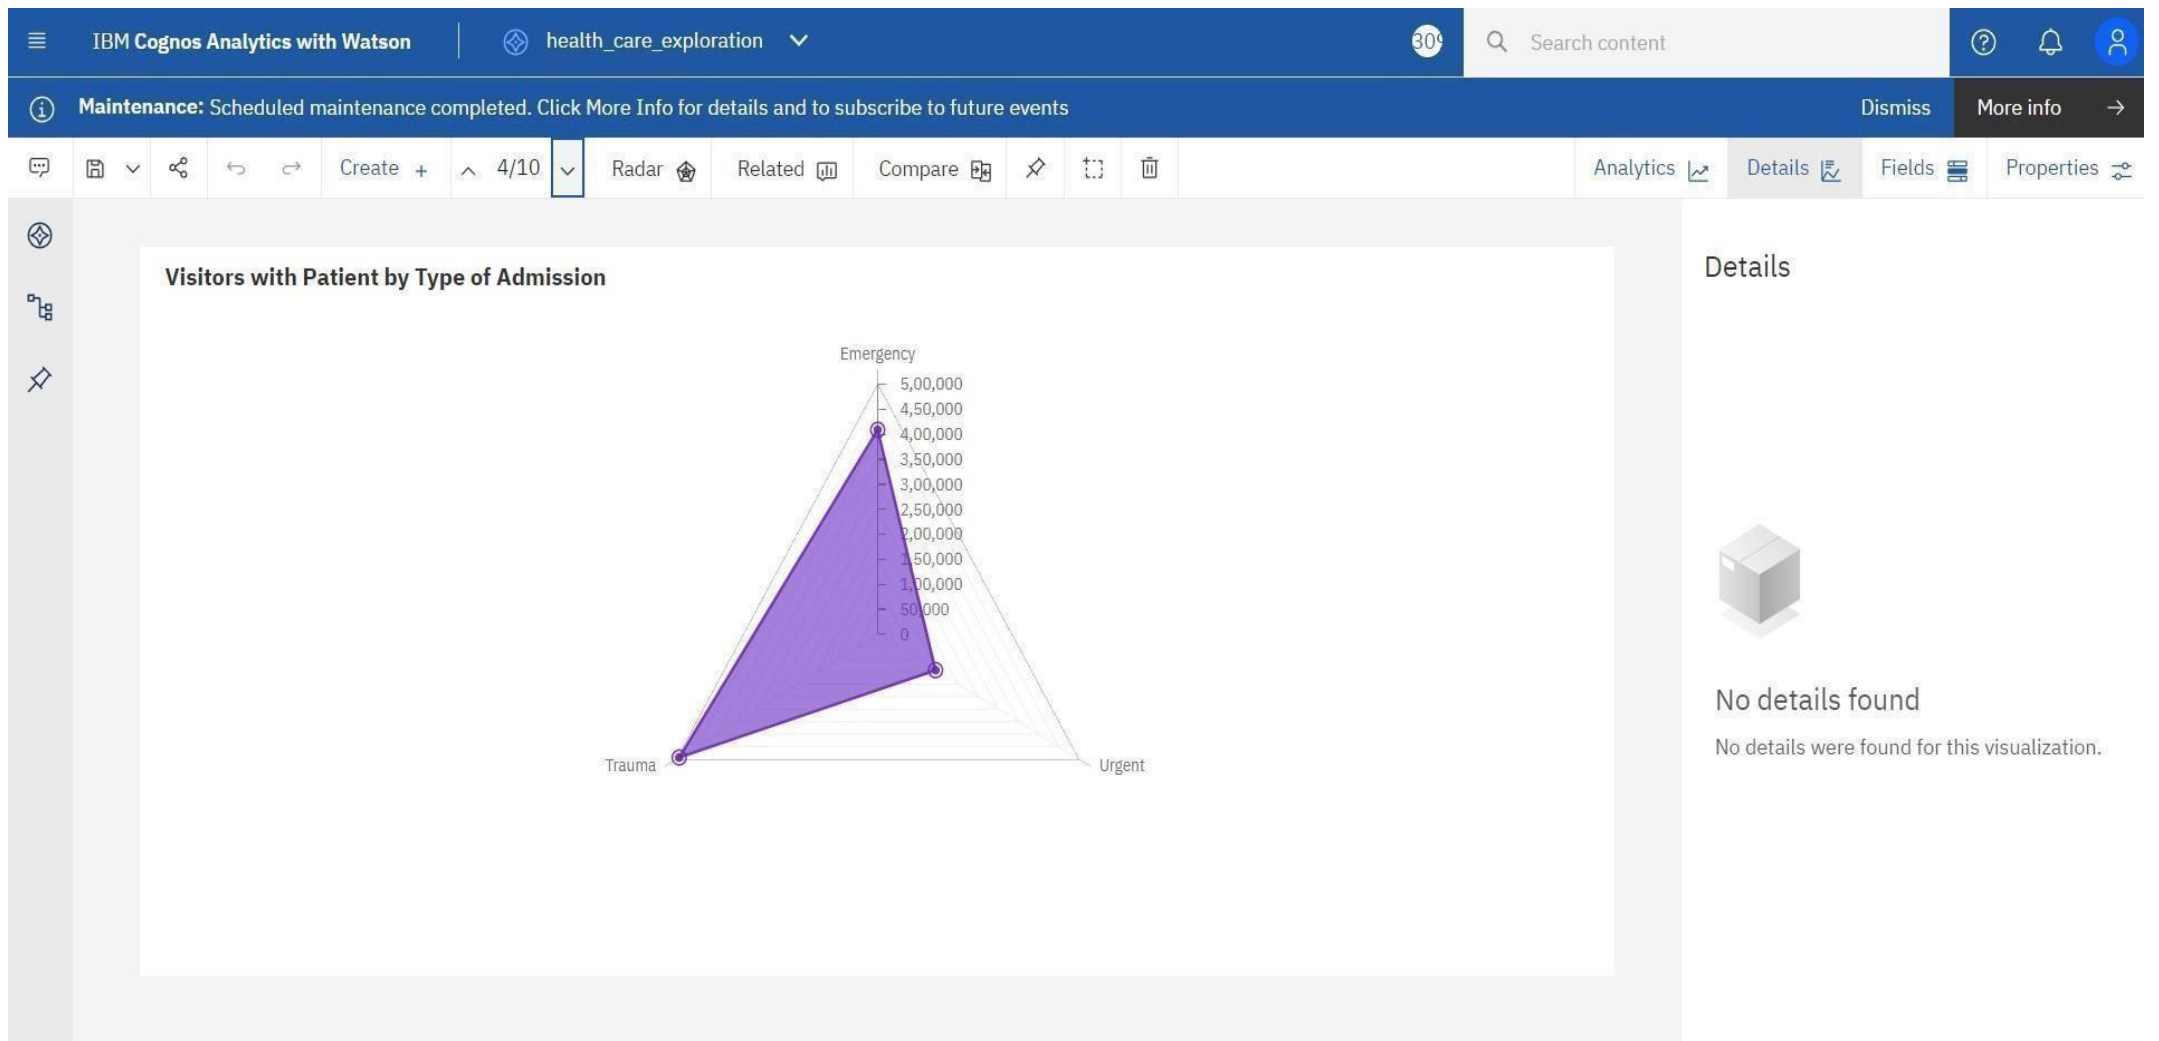 IBM Cognos Analytics with Watson
health_care_exploration
Search content
Maintenance: Scheduled maintenance completed. Click More Info for details and to subscribe to future events
Dismiss
More info
Create
4/10
Radar
Related
Compare
Analytics
Details
Fields
Properties
Visitors with Patient by Type of Admission
Emergency
5,00,000
4,50,000
4,00,000
3,50,000
3,00,000
2,50,000
2,00,000
1,50,000
1,00,000
50,000
0
Trauma
Urgent
Details
No details found
No details were found for this visualization.